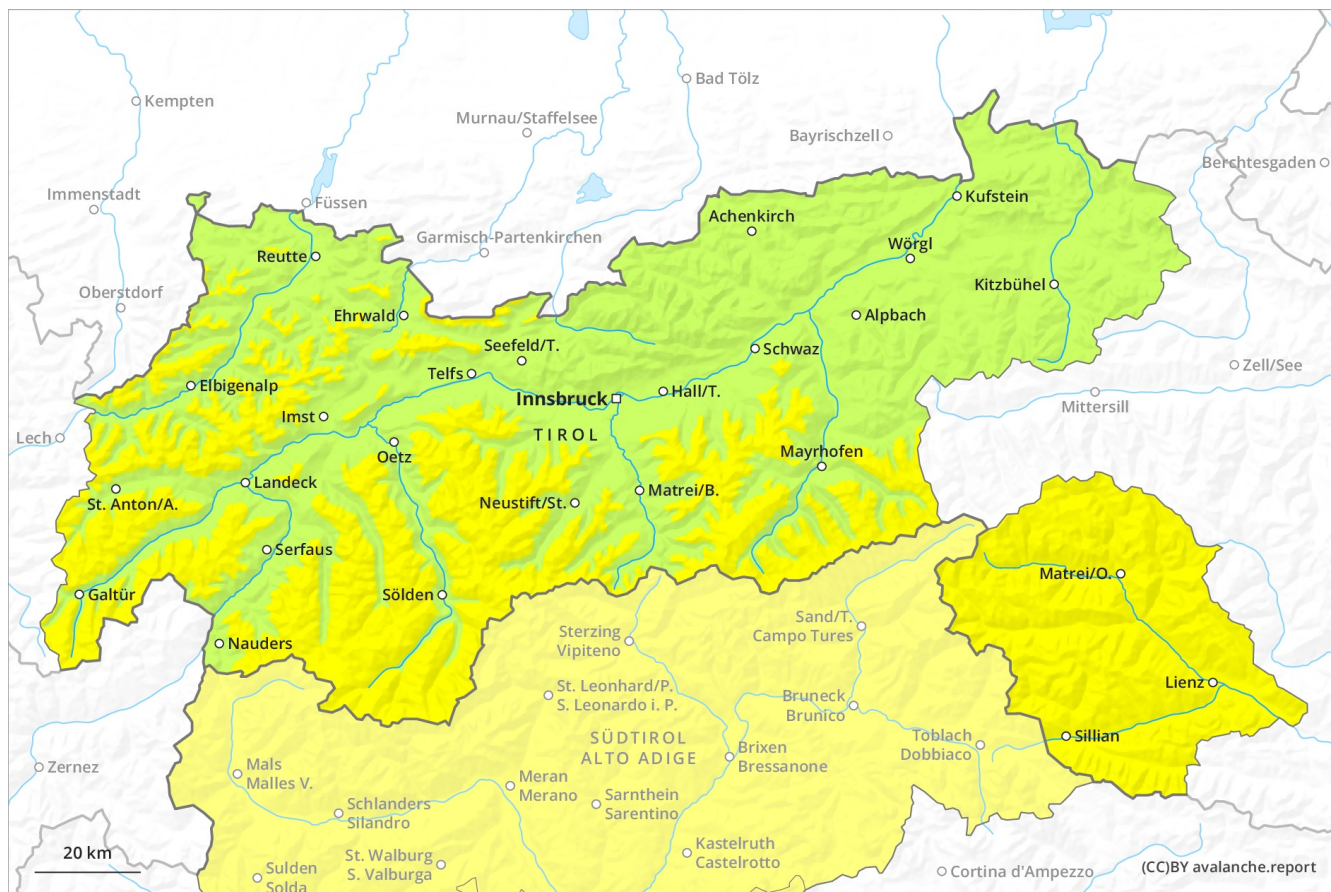 Bad Tölz
Kempten
Murnau/Staffelsee
Bayrischzell
Berchtesgaden
Immenstadt
Füssen
Kufstein
Achenkirch
Garmisch-Partenkirchen
Wörgl
Reutte
Kitzbühel
Oberstdorf
Ehrwald
Alpbach
Seefeld/T.
Schwaz
Zell/See
Telfs
Elbigenalp
Hall/T.
Innsbruck
Mittersill
Imst
TIROL
Lech
Mayrhofen
Oetz
Landeck
Matrei/B.
St. Anton/A.
Neustift/St.
Serfaus
Matrei/O.
Galtür
Sölden
Sand/T.
Campo Tures
Sterzing
Vipiteno
Nauders
Lienz
St. Leonhard/P.
S. Leonardo i. P.
Bruneck
Brunico
Toblach
Dobbiaco
Sillian
SÜDTIROL
ALTO ADIGE
Brixen
Bressanone
Zernez
Mals
Malles V.
Meran
Merano
Sarnthein
Sarentino
Schlanders
Silandro
Kastelruth
Castelrotto
20 km
St. Walburg
S. Valburga
Sulden
Solda
Cortina d'Ampezzo
(CC)BY avalanche.report